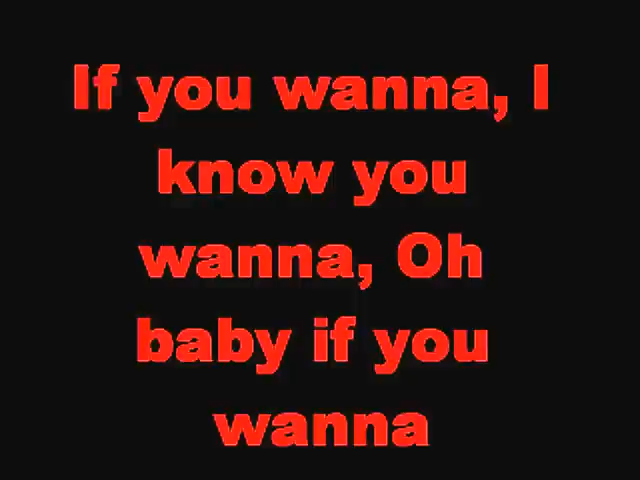 If you wanna, I
know you
wanna, Oh
baby if you
wanna